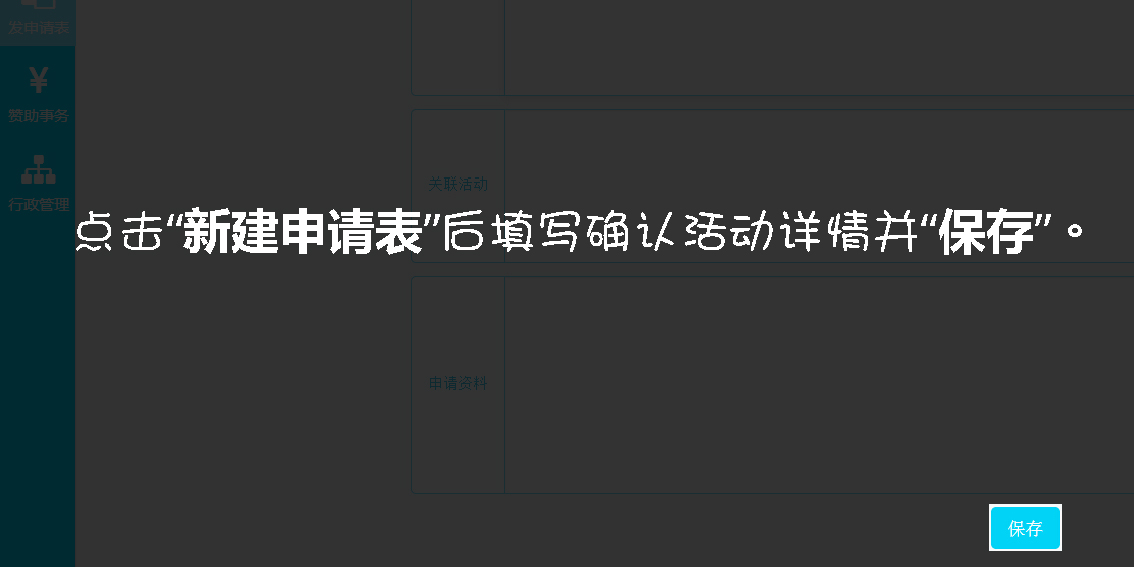 发申请表
赞助事务
行政管理
关联活动
点击“新建申请表”后填写确认活动详情并“保存”。
申请资料
保存